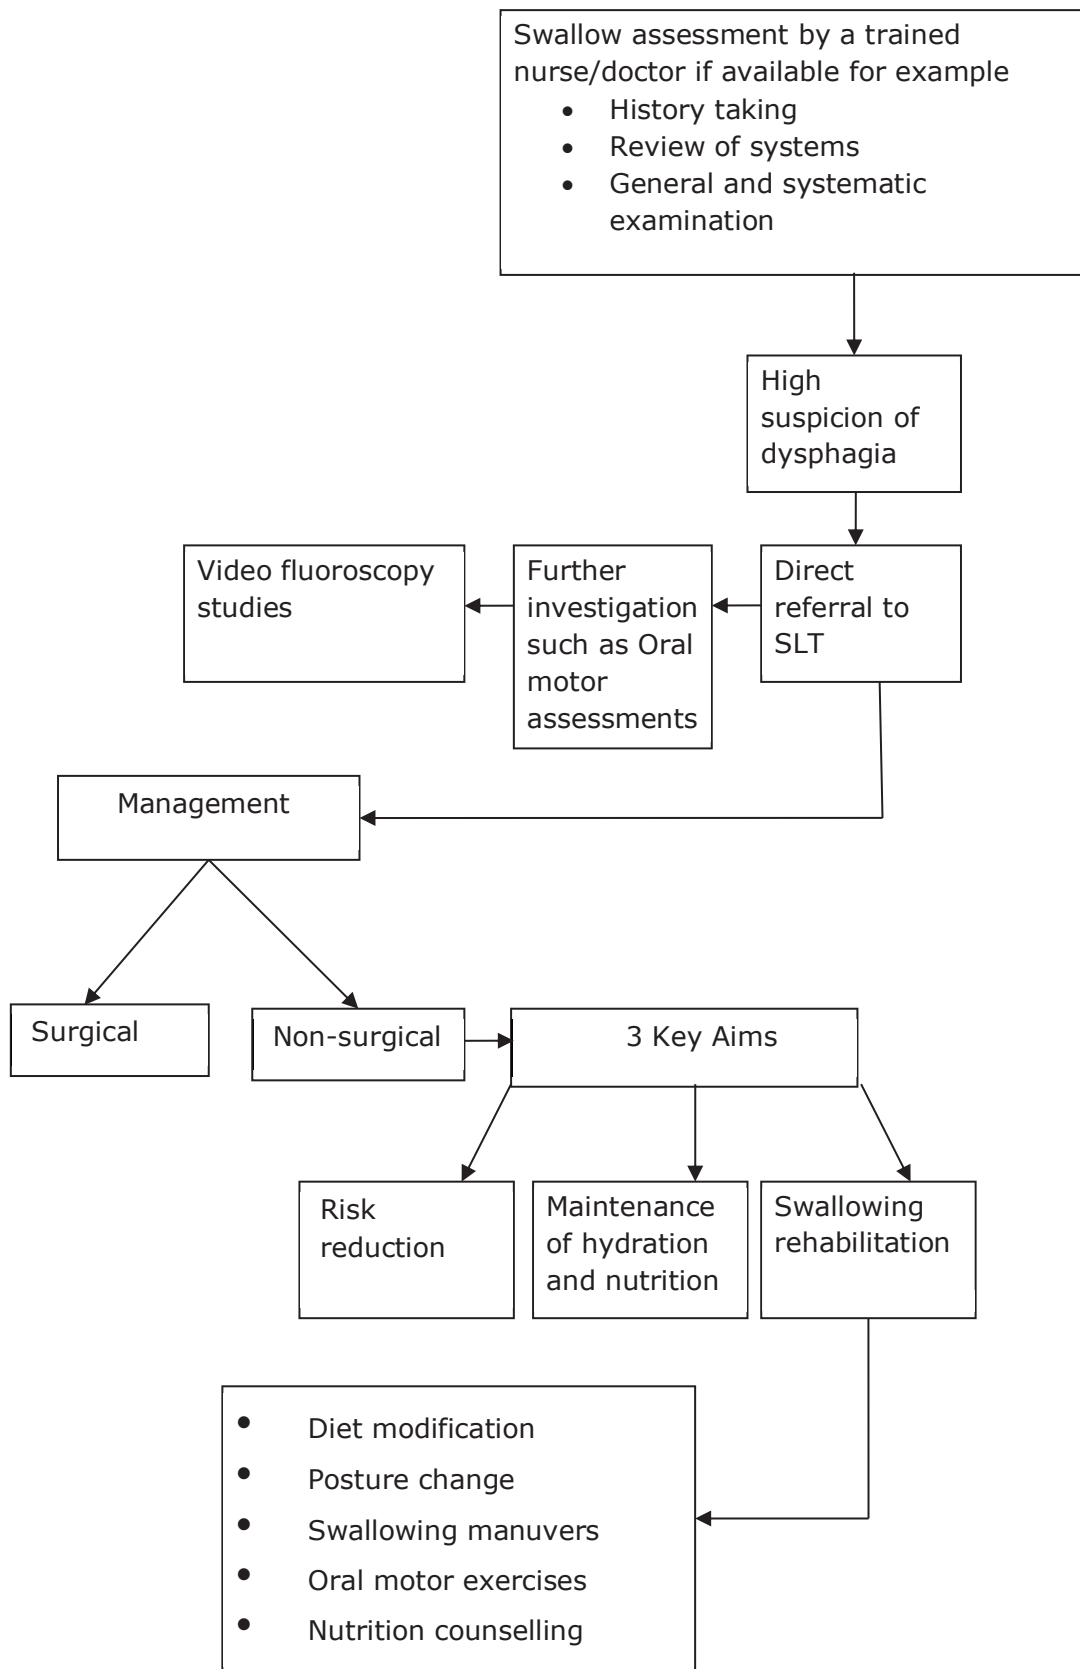 Swallow assessment by a trained
nurse/doctor if available for example
• History taking
• Review of systems
• General and systematic
examination
High
suspicion of
dysphagia
Direct
referral to
SLT
Further
investigation
such as Oral
motor
assessments
Video fluoroscopy
studies
Management
Surgical
Non-surgical
3 Key Aims
Risk
reduction
Maintenance
of hydration
and nutrition
Swallowing
rehabilitation
• Diet modification
• Posture change
• Swallowing manuvers
• Oral motor exercises
• Nutrition counselling